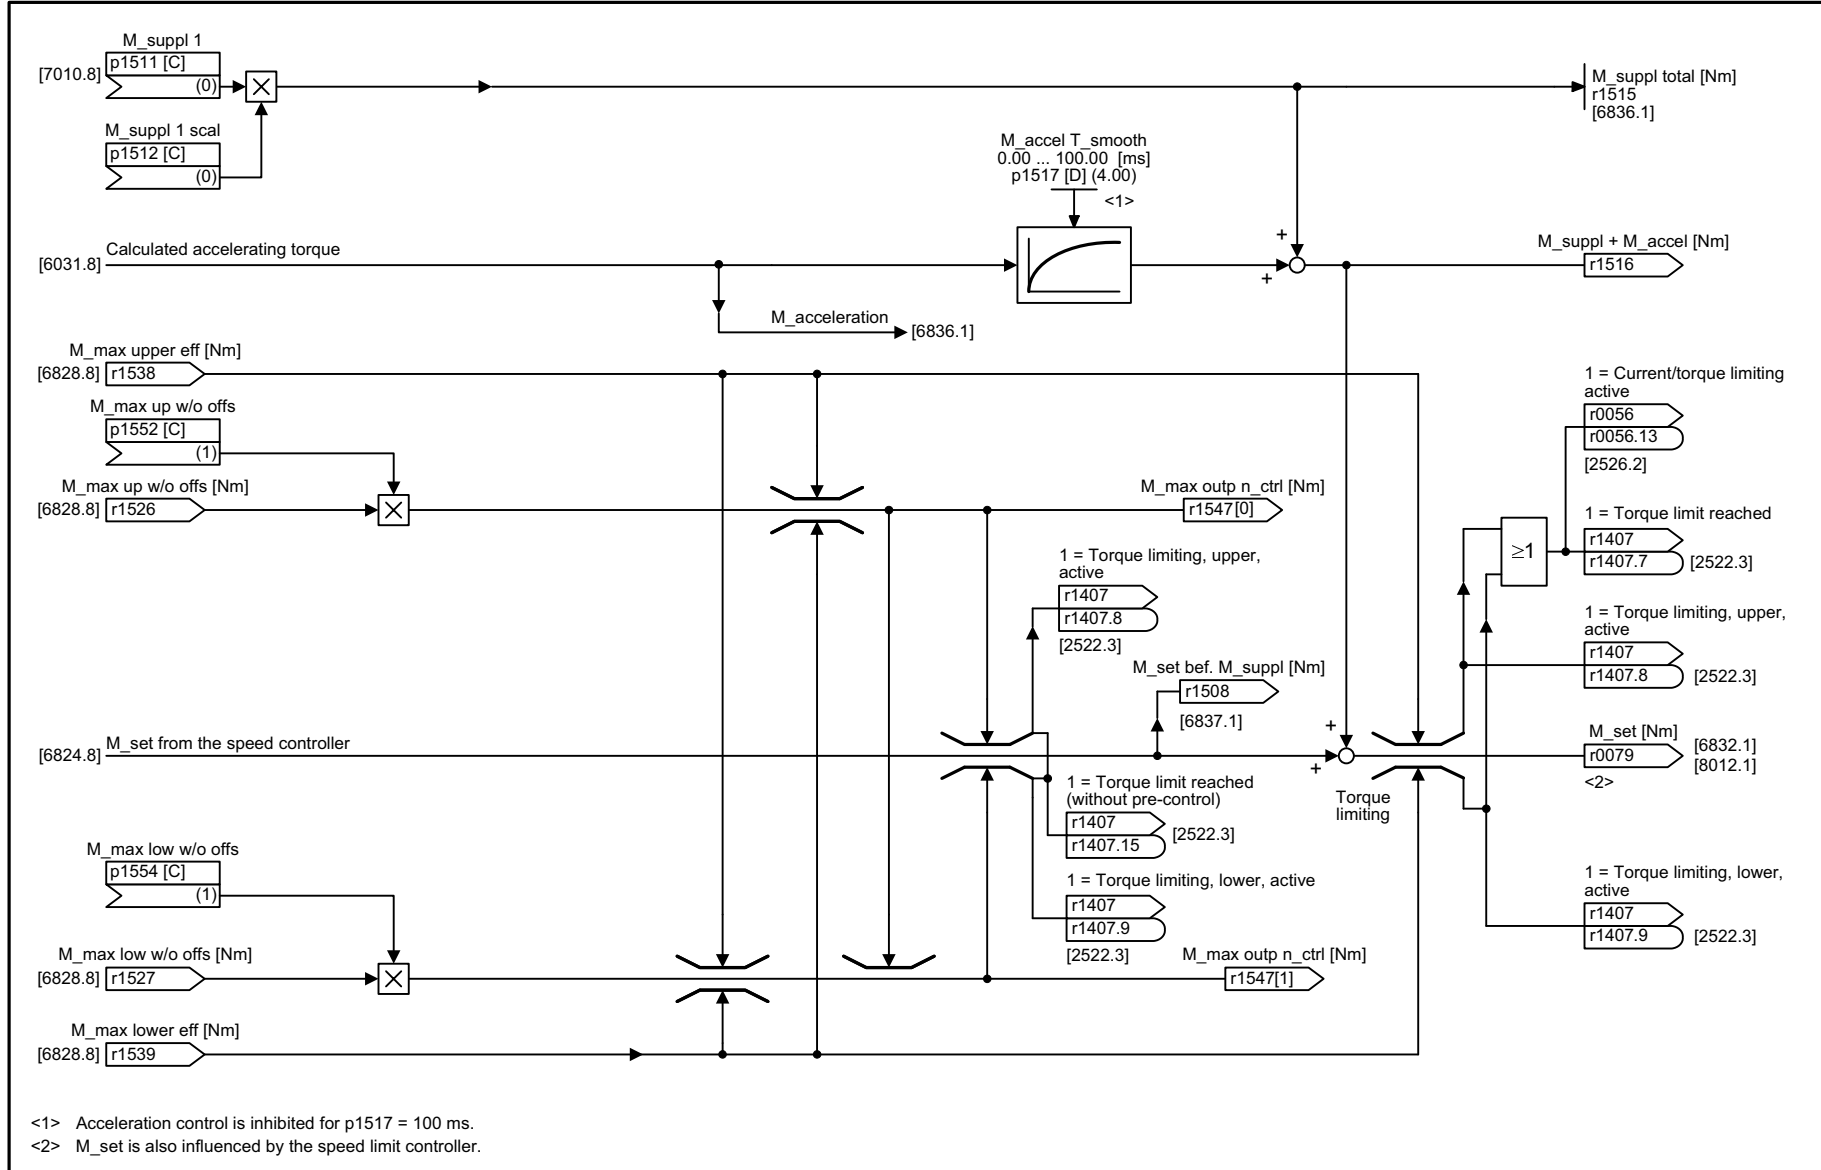 M_suppl 1
[7010.8]
p1511 [C]
(0)
M_suppl 1 scal
p1512 [C]
(0)
M_suppl total [Nm]
r1515
[6836.1]
M_accel T_smooth
0.00 ... 100.00 [ms]
p1517 [D] (4.00)
<1>
[6031.8]
Calculated accelerating torque
+
+
M_suppl + M_accel [Nm]
r1516
M_acceleration
[6836.1]
M_max upper eff [Nm]
[6828.8]
r1538
M_max up w/o offs
p1552 [C]
(1)
M_max up w/o offs [Nm]
[6828.8]
r1526
M_max outp n_ctrl [Nm]
r1547[0]
1 = Current/torque limiting
active
r0056
r0056.13
[2526.2]
≥1
1 = Torque limit reached
r1407
r1407.7
[2522.3]
1 = Torque limiting, upper,
active
r1407
r1407.8
[2522.3]
1 = Torque limiting, upper,
active
r1407
r1407.8
[2522.3]
M_set bef. M_suppl [Nm]
r1508
[6837.1]
[6824.8]
M_set from the speed controller
+
+
Torque
limiting
M_set [Nm]
r0079
[6832.1]
[8012.1]
<2>
1 = Torque limit reached
(without pre-control)
r1407
r1407.15
[2522.3]
1 = Torque limiting, lower, active
r1407
r1407.9
[2522.3]
1 = Torque limiting, lower,
active
r1407
r1407.9
[2522.3]
M_max low w/o offs
p1554 [C]
(1)
M_max low w/o offs [Nm]
[6828.8]
r1527
M_max outp n_ctrl [Nm]
r1547[1]
M_max lower eff [Nm]
[6828.8]
r1539
<1> Acceleration control is inhibited for p1517 = 100 ms.
<2> M_set is also influenced by the speed limit controller.